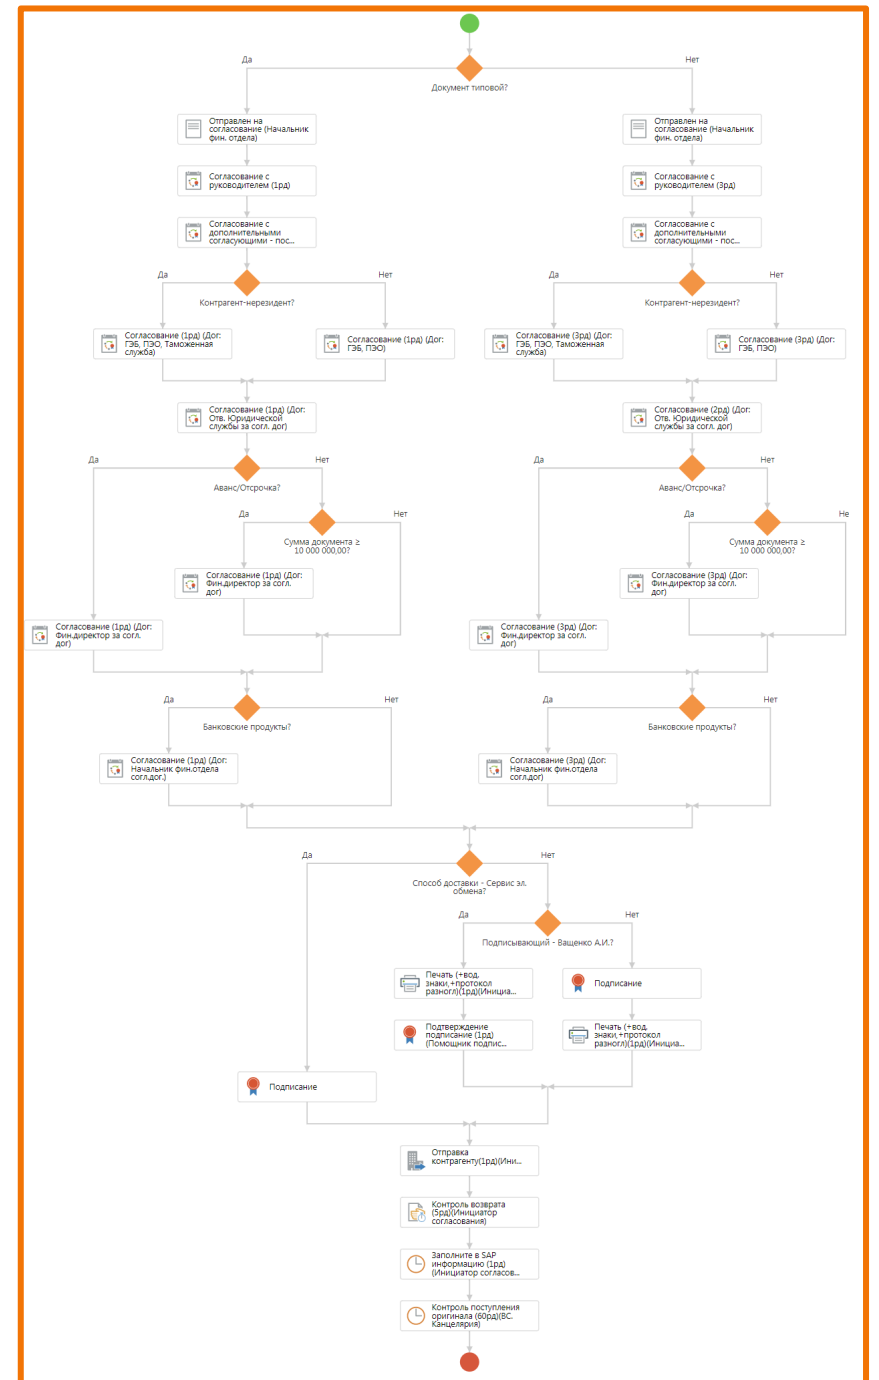 Да
Нет
Документ типовой?
Отправлен на
согласование (Начальник
фин. отдела)
Отправлен на
согласование (Начальник
фин. отдела)
Согласование с
руководителем (1рд)
Согласование с
руководителем (3рд)
Согласование с
дополнительными
согласующими - пос...
Согласование с
дополнительными
согласующими - пос...
Да
Нет
Контрагент-нерезидент?
Да
Нет
Контрагент-нерезидент?
Согласование (1рд) (Дог:
ГЭБ, ПЭО, Таможенная
служба)
Согласование (1рд) (Дог:
ГЭБ, ПЭО)
Согласование (3рд) (Дог:
ГЭБ, ПЭО, Таможенная
служба)
Согласование (3рд) (Дог:
ГЭБ, ПЭО)
Согласование (1рд) (Дог:
Отв. Юридической
службы за согл. дог)
Согласование (2рд) (Дог:
Отв. Юридической
службы за согл. дог)
Да
Нет
Аванс/Отсрочка?
Да
Нет
Аванс/Отсрочка?
Да
Нет
Сумма документа ≥
10 000 000,00?
Да
Не
Сумма документа ≥
10 000 000,00?
Согласование (1рд) (Дог:
Фин.директор за согл.
дог)
Согласование (3рд) (Дог:
Фин.директор за согл.
дог)
Согласование (1рд) (Дог:
Фин.директор за согл.
дог)
Согласование (3рд) (Дог:
Фин.директор за согл.
дог)
Да
Нет
Банковские продукты?
Да
Нет
Банковские продукты?
Согласование (1рд) (Дог:
Начальник фин.отдела
согл.дог.)
Согласование (3рд) (Дог:
Начальник фин.отдела
согл.дог)
Да
Нет
Способ доставки - Сервис эл.
обмена?
Да
Нет
Подписывающий - Ващенко А.И.?
Печать (+вод.
знаки,+протокол
разногл)(1рд)(Инициа...
Подписание
Подтверждение
подписание (1рд)
(Помощник подпис...
Печать (+вод.
знаки,+протокол
разногл)(1рд)(Инициа...
Подписание
Отправка
контрагенту(1рд)(Ини...
Контроль возврата
(5рд)(Инициатор
согласования)
Заполните в SAP
информацию (1рд)
(Инициатор согласов...
Контроль поступления
оригинала (60рд)(ВС.
Канцелярия)